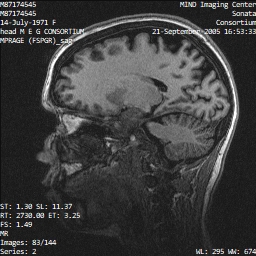 M87174545
M87174545
14-July-1971 F
head M E G CONSORTIUM
MPRAGE (FSPGR)_sag
MIND Imaging Center
Sonata
Consortium
21-September-2005 16:53:33
ST: 1.30 SL: 11.37
RT: 2730.00 ET: 3.25
FS: 1.49
MR
Images: 83/144
Series: 2
WL: 295 WW: 674